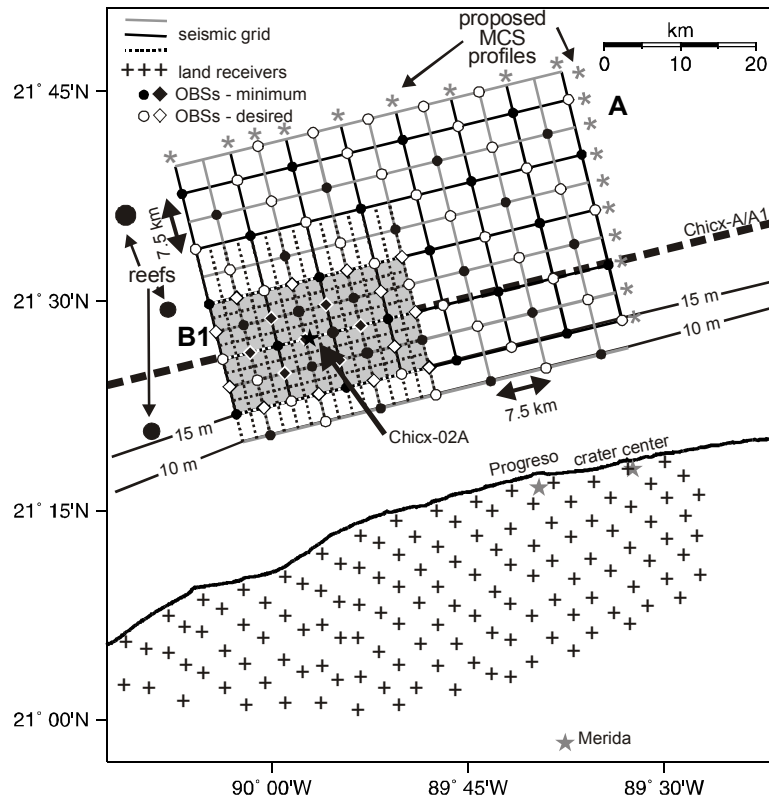 seismic grid
land receivers
OBSs - minimum
OBSs - desired
proposed
MCS
profiles
km
0 10 20
A
21° 45'
7.5 km
reefs
Chicx-A/A1
21° 30'
15 m
10 m
B1
7.5 km
15 m
10 m
Chicx-02A
Progreso
crater center
21° 15'
21° 00'
Merida
90° 00'W
89° 45'W
89° 30'W